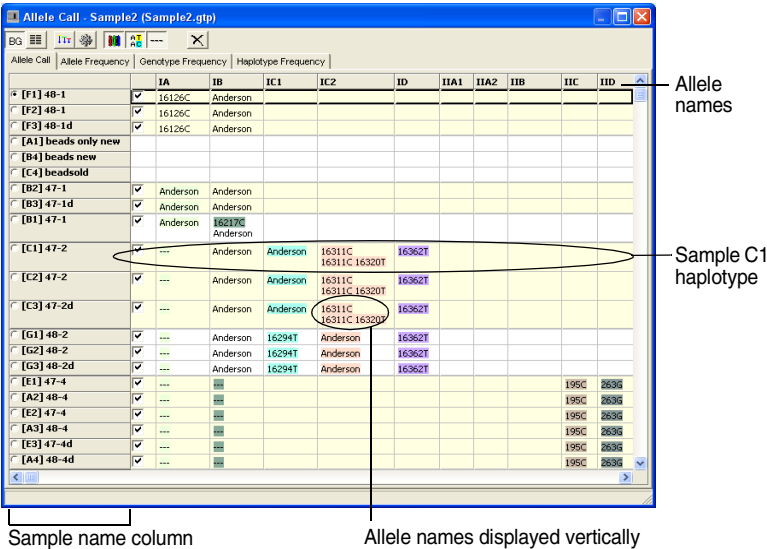 Allele Call - Sample2 (Sample2.gtp)
BG
Allele Call Allele Frequency Genotype Frequency Haplotype Frequency
IA IB IC1 IC2 ID IIA1 IIA2 IIB IIC IID
Allele names
[F1] 48-1 16126C Anderson
[F2] 48-1 16126C Anderson
[F3] 48-1d 16126C Anderson
[A1] beads only new
[B4] beads new
[C4] beadsold
[B2] 47-1 Anderson Anderson
[B3] 47-1d Anderson Anderson
[B1] 47-1 Anderson 16217C
Anderson
[C1] 47-2 --- Anderson Anderson 16311C 16362T
16311C 16320T
Sample C1
haplotype
[C2] 47-2 --- Anderson Anderson 16311C 16362T
16311C 16320T
[C3] 47-2d --- Anderson Anderson 16311C 16362T
16311C 16320T
[G1] 48-2 --- Anderson 16294T Anderson 16362T
[G2] 48-2 --- Anderson 16294T Anderson 16362T
[G3] 48-2d --- Anderson 16294T Anderson 16362T
[E1] 47-4 --- --- 195C 263G
[A2] 48-4 --- --- 195C 263G
[E2] 47-4 --- --- 195C 263G
[A3] 48-4 --- --- 195C 263G
[E3] 47-4d --- --- 195C 263G
[A4] 48-4d --- --- 195C 263G
Sample name column
Allele names displayed vertically